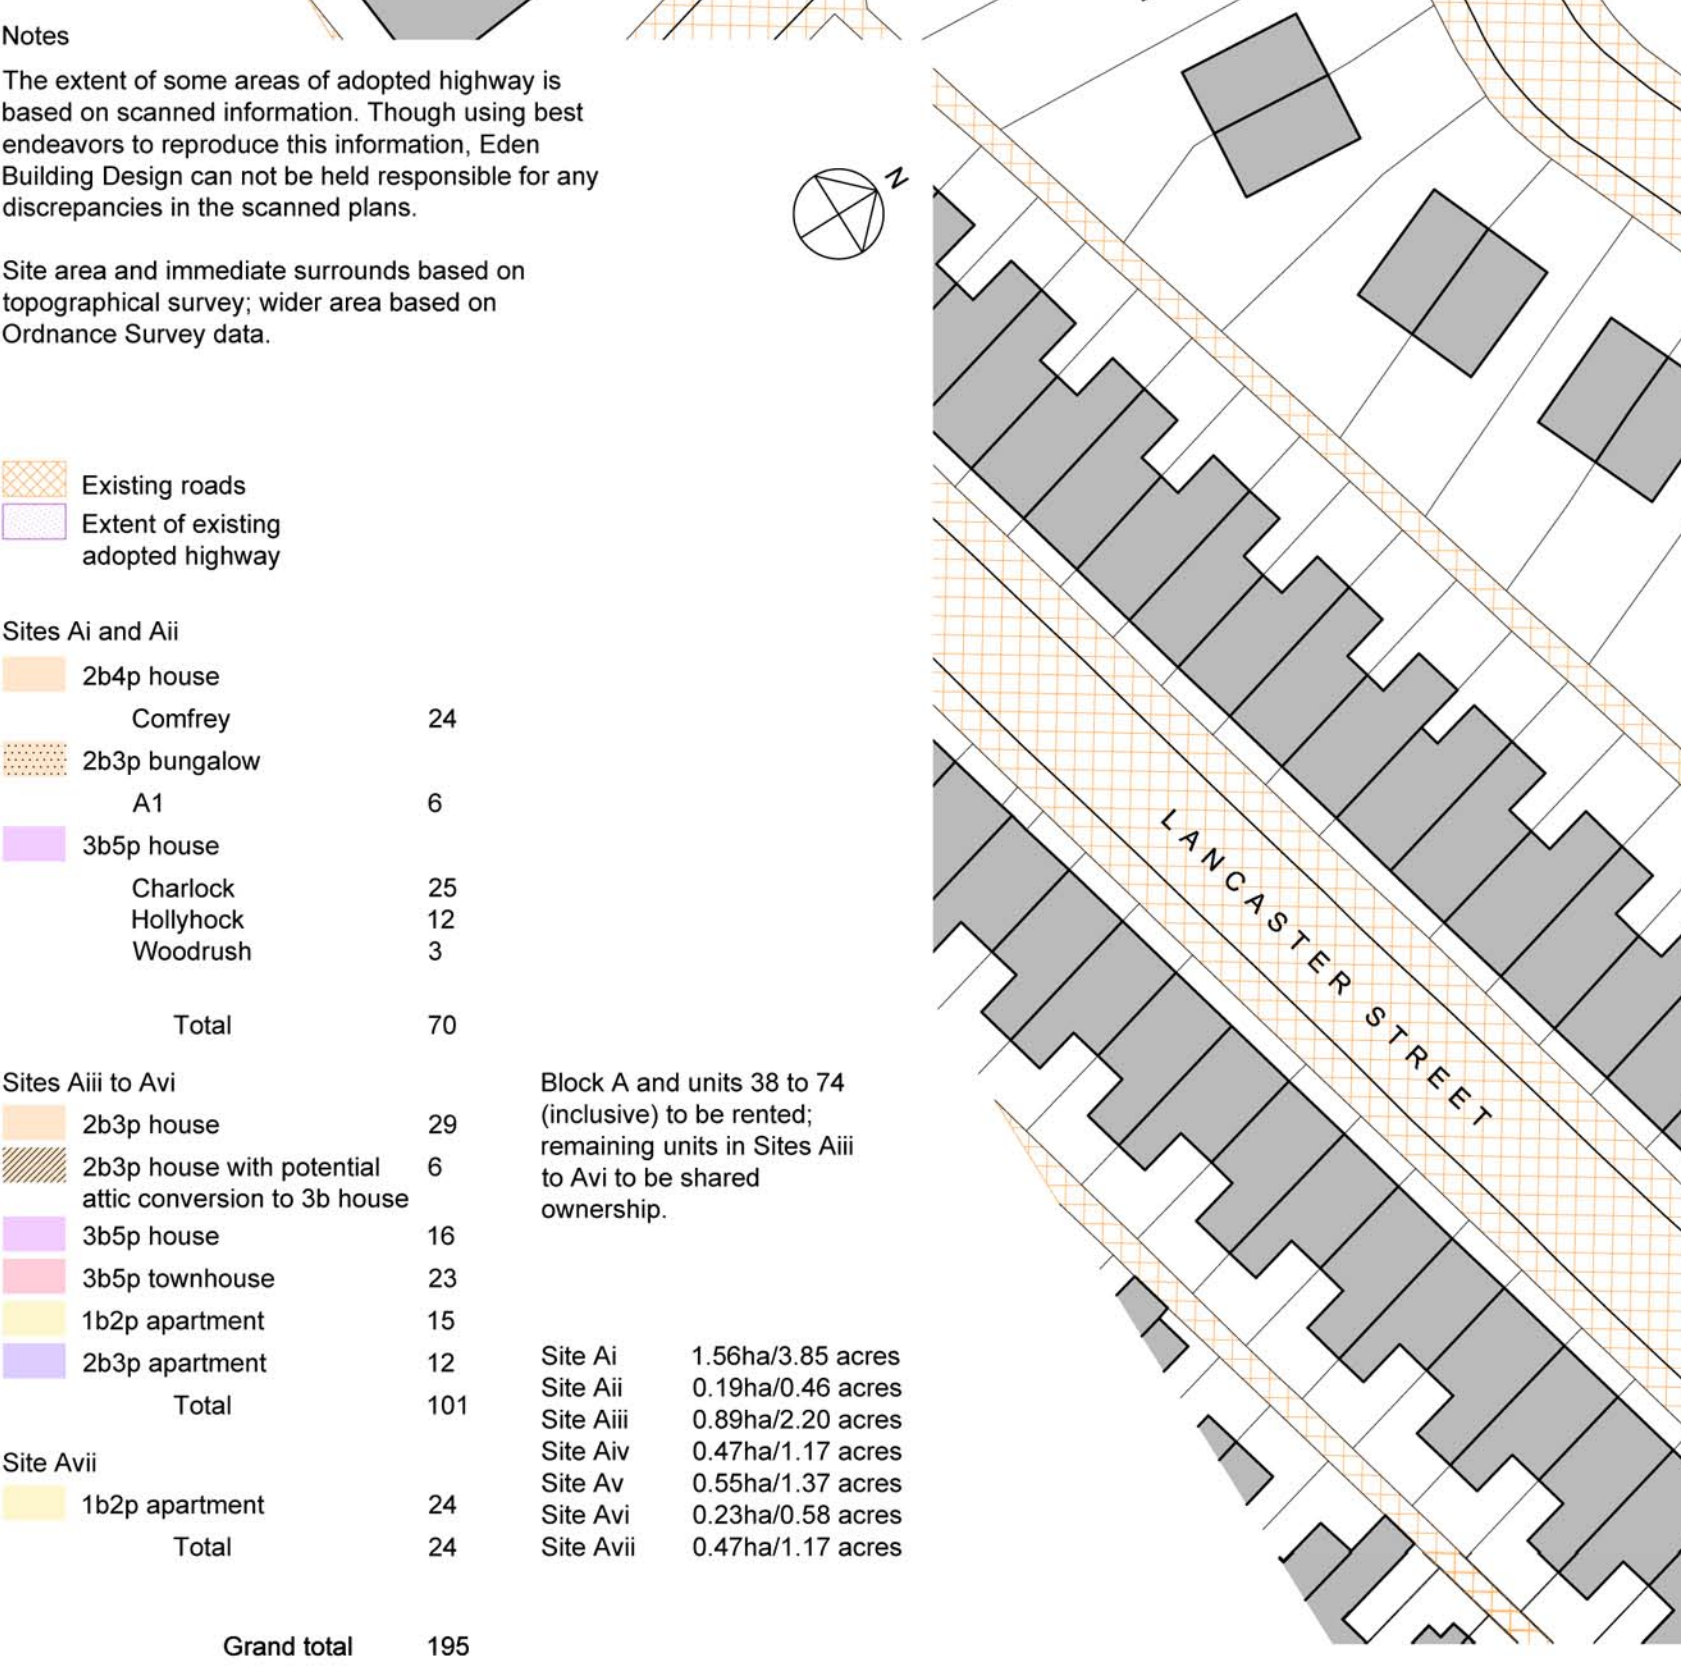 Notes
The extent of some areas of adopted highway is
based on scanned information. Though using best
endeavors to reproduce this information, Eden
Building Design can not be held responsible for any
discrepancies in the scanned plans.
Site area and immediate surrounds based on
topographical survey; wider area based on
Ordnance Survey data.
N
Existing roads
Extent of existing
adopted highway
Sites Ai and Aii
2b4p house
Comfrey 24
2b3p bungalow
A1 6
3b5p house
Charlock 25
Hollyhock 12
Woodrush 3
Total 70
Sites Aiii to Avi
2b3p house 29
2b3p house with potential 6
attic conversion to 3b house
3b5p house 16
3b5p townhouse 23
1b2p apartment 15
2b3p apartment 12
Total 101
Site Avii
1b2p apartment 24
Total 24
Grand total 195
Block A and units 38 to 74
(inclusive) to be rented;
remaining units in Sites Aiii
to Avi to be shared
ownership.
Site Ai 1.56ha/3.85 acres
Site Aii 0.19ha/0.46 acres
Site Aiii 0.89ha/2.20 acres
Site Aiv 0.47ha/1.17 acres
Site Av 0.55ha/1.37 acres
Site Avi 0.23ha/0.58 acres
Site Avii 0.47ha/1.17 acres
LANCASTER STREET